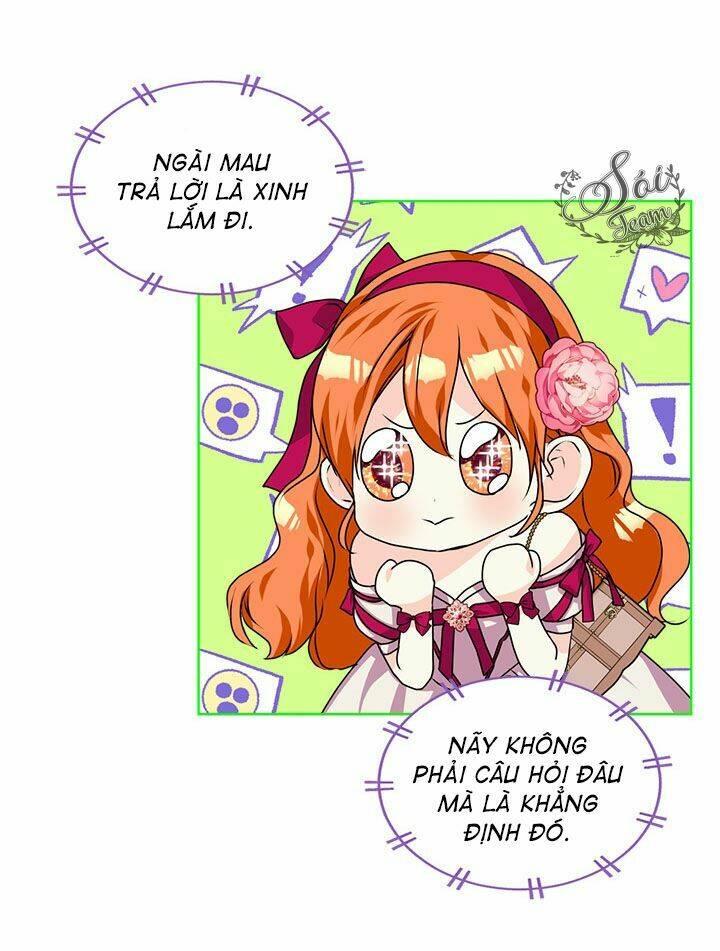 NGÀI MAU
TRẢ LỜI LÀ XINH
LẮM ĐI.
Sói
Team
!
NÃY KHÔNG
PHẢI CÂU HỎI ĐÂU
MÀ LÀ KHẲNG
ĐỊNH ĐÓ.